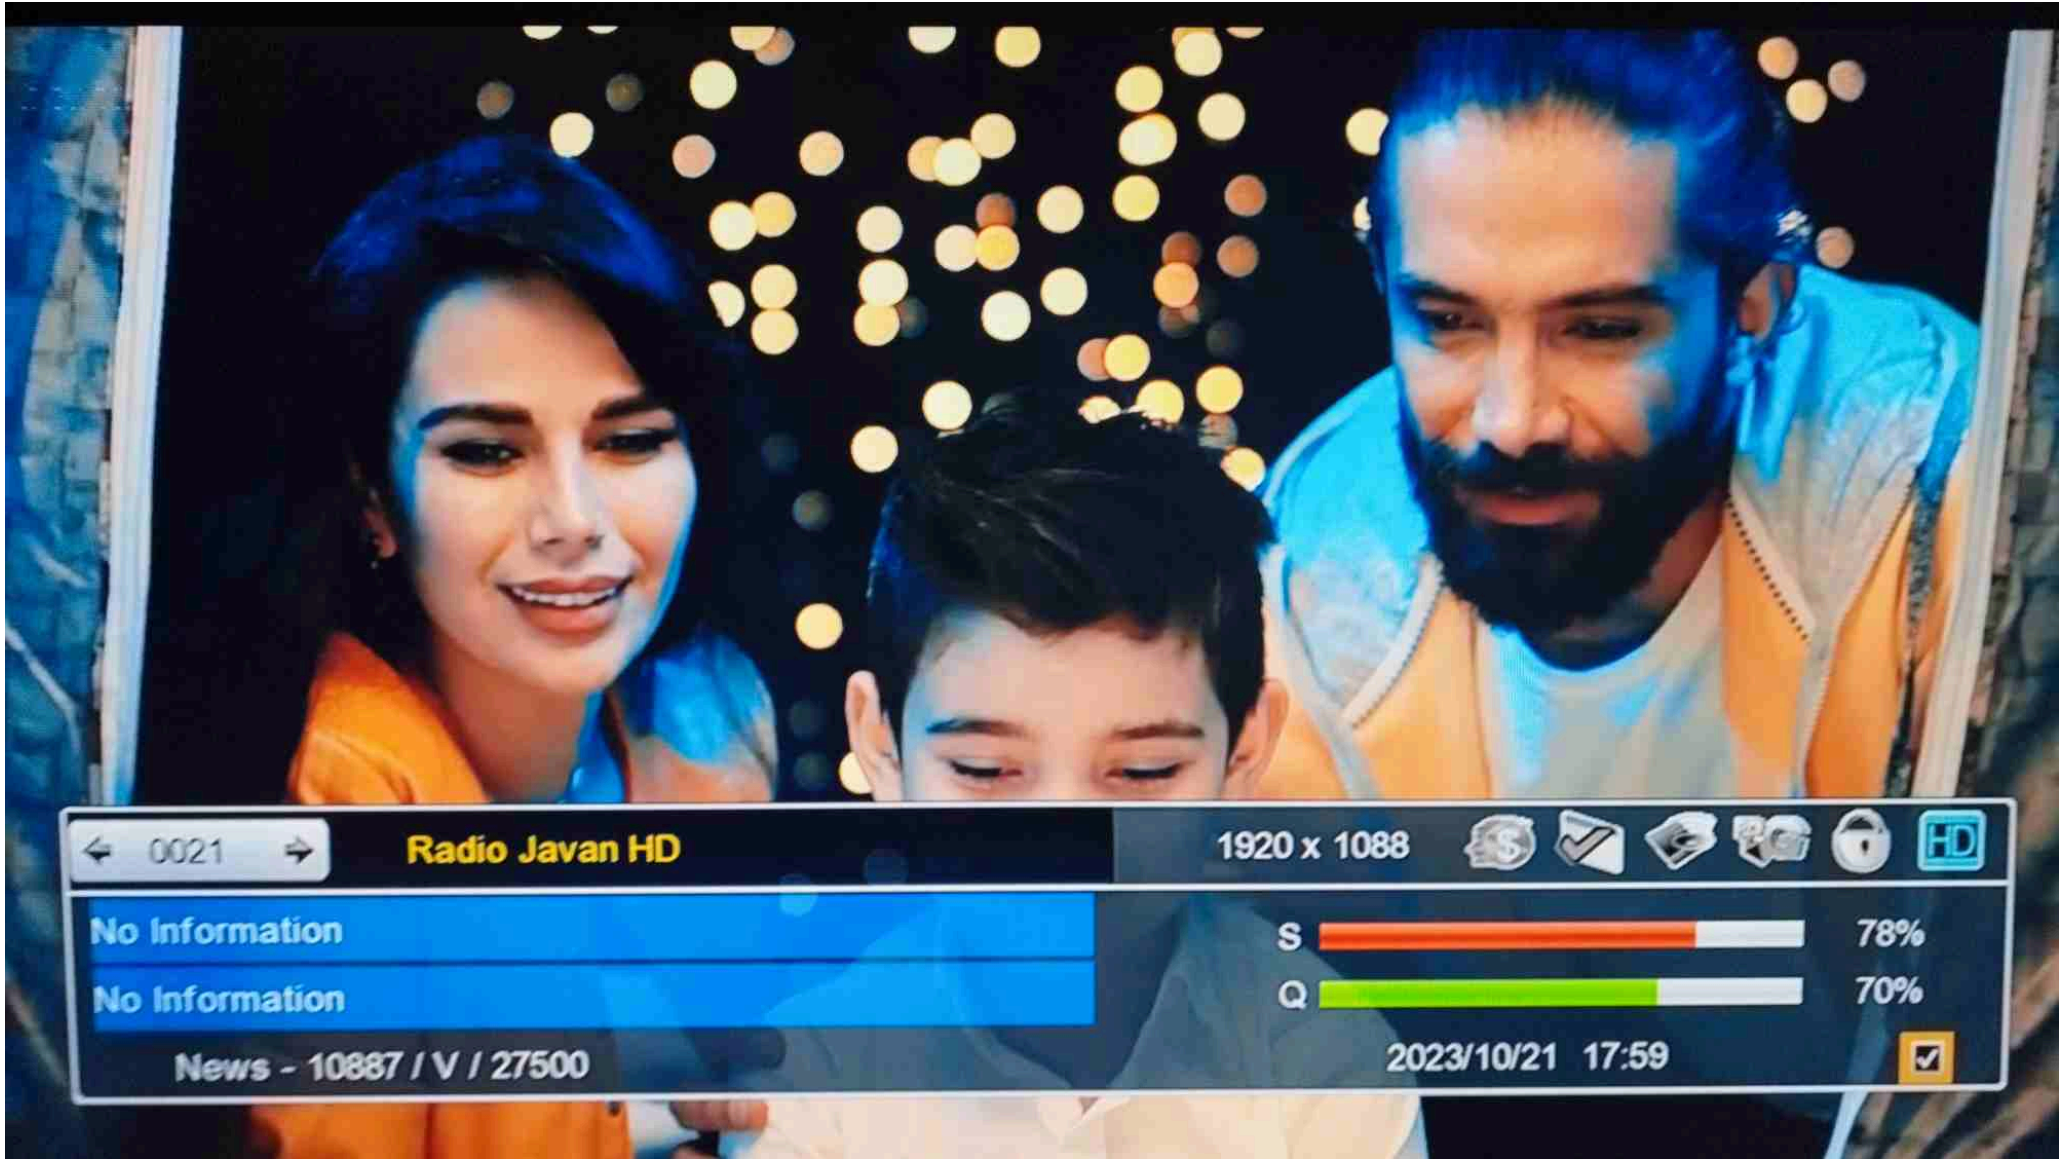 0021
Radio Javan HD
1920 x 1088
$
HD
No Information
No Information
S 78%
Q 70%
News - 10887 / V / 27500
2023/10/21 17:59